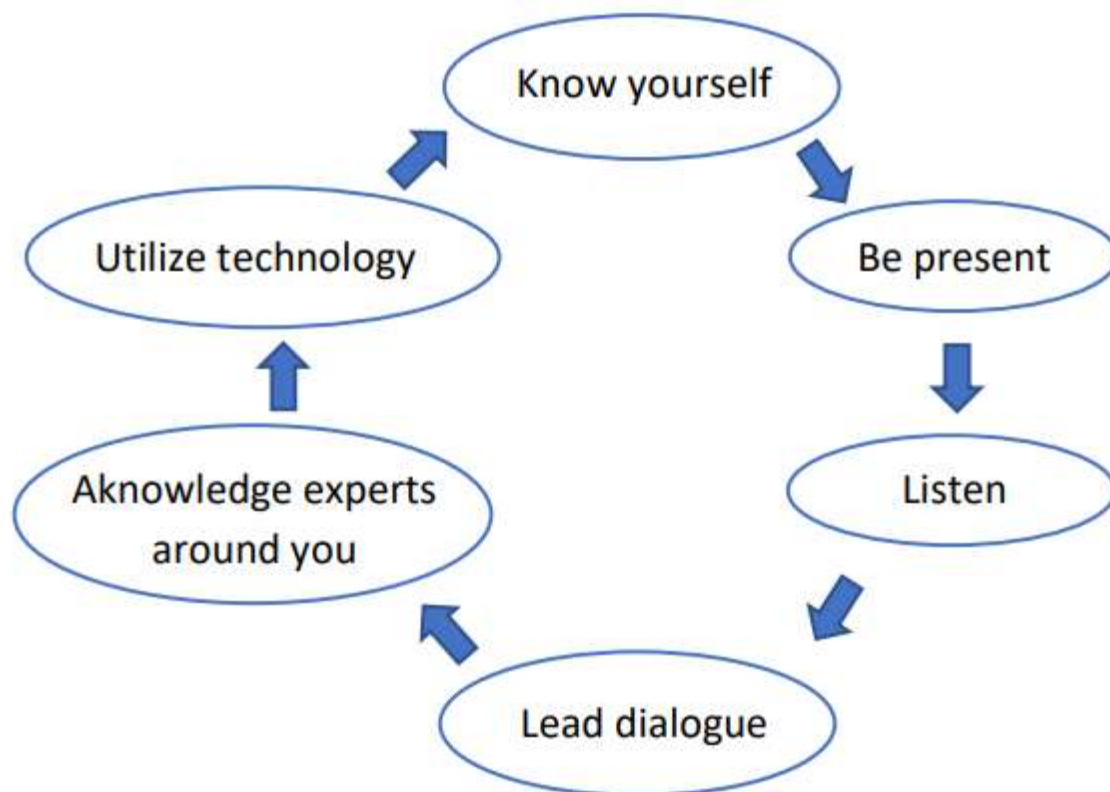 Know yourself
Be present
Listen
Lead dialogue
Aknowledge experts
around you
Utilize technology